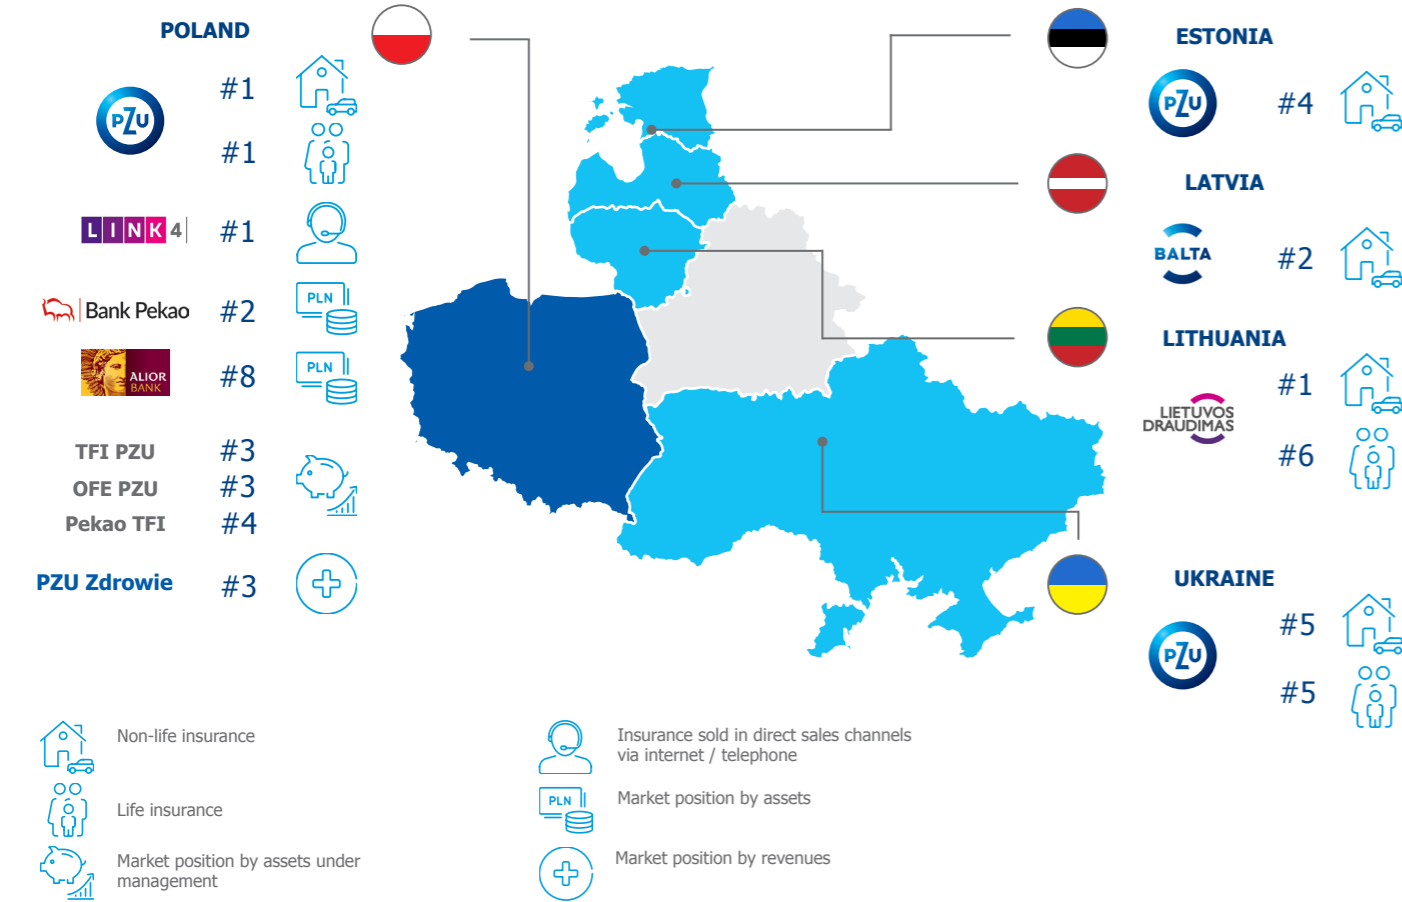 POLAND
PZU
#1
#1
LINK4
#1
Bank Pekao
#2
PLN
ALIOR
BANK
#8
PLN
TFI PZU
#3
OFE PZU
#3
Pekao TFI
#4
PZU Zdrowie
#3
ESTONIA
PZU
#4
LATVIA
BALTA
#2
LITHUANIA
#1
LIETUVOS
DRAUDIMAS
#6
UKRAINE
#5
PZU
#5
Non-life insurance
Life insurance
Market position by assets under
management
Insurance sold in direct sales channels
via internet / telephone
PLN
Market position by assets
Market position by revenues